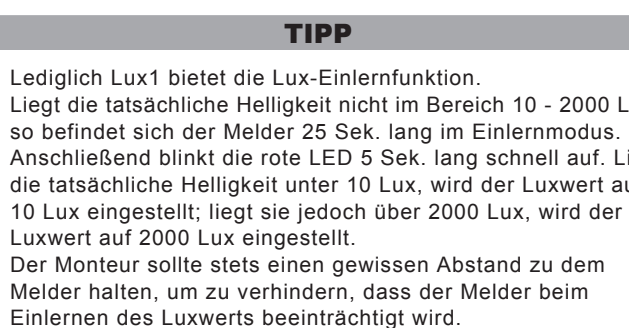 TIPP
Lediglich Lux1 bietet die Lux-Einlernfunktion.
Liegt die tatsächliche Helligkeit nicht im Bereich 10 - 2000 L
so befindet sich der Melder 25 Sek. lang im Einlernmodus.
Anschließend blinkt die rote LED 5 Sek. lang schnell auf. Li
die tatsächliche Helligkeit unter 10 Lux, wird der Luxwert au
10 Lux eingestellt; liegt sie jedoch über 2000 Lux, wird der
Luxwert auf 2000 Lux eingestellt.
Der Monteur sollte stets einen gewissen Abstand zu dem
Melder halten, um zu verhindern, dass der Melder beim
Einlernen des Luxwerts beeinträchtigt wird.